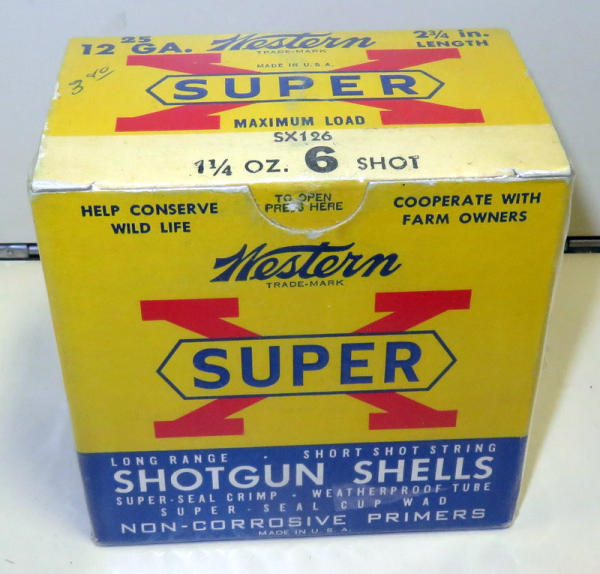 25
12 GA. Western 2¾ in.
TRADE-MARK LENGTH
3 40
MADE IN U.S.A.
SUPER X
MAXIMUM LOAD
SX126
1¼ OZ. 6 SHOT
HELP CONSERVE
WILD LIFE
TO OPEN
PRESS HERE
COOPERATE WITH
FARM OWNERS
Western
TRADE-MARK
SUPER X
LONG RANGE · SHORT SHOT STRING
SHOTGUN SHELLS
SUPER-SEAL CRIMP · WEATHERPROOF TUBE
SUPER-SEAL CUP WAD
NON-CORROSIVE PRIMERS
MADE IN U.S.A.